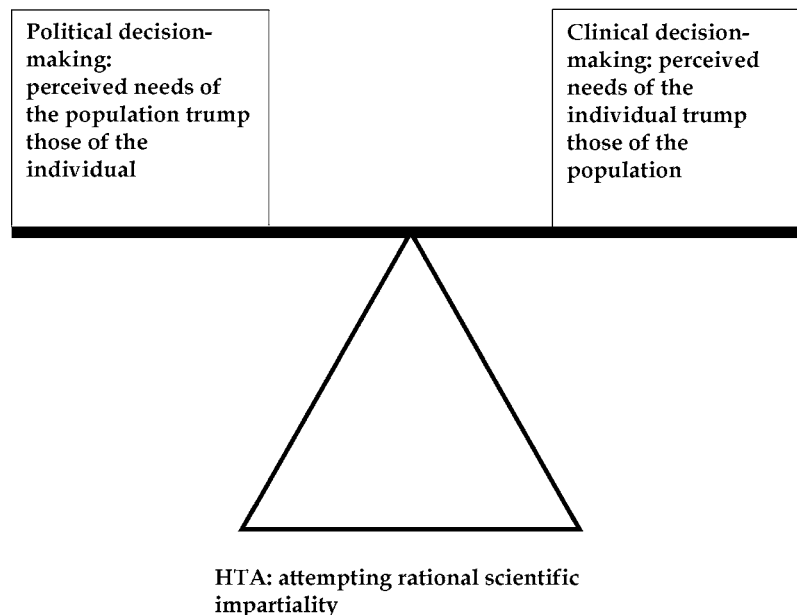 Political decision-
making:
perceived needs of
the population trump
those of the
individual
Clinical decision-
making: perceived
needs of the
individual trump
those of the
population
HTA: attempting rational scientific
impartiality